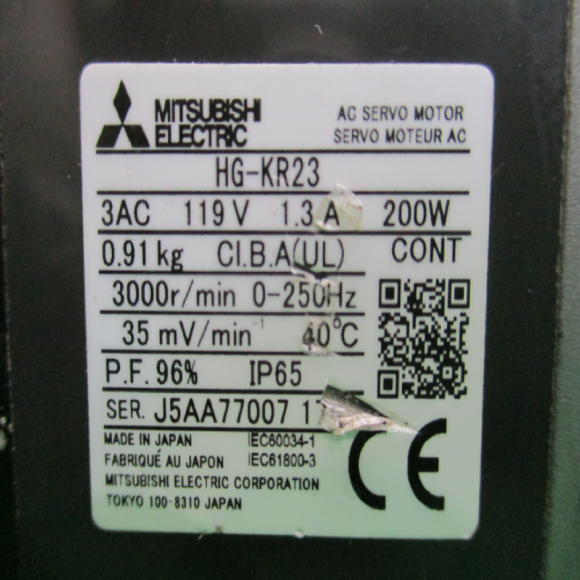 MITSUBISHI
ELECTRIC
AC SERVO MOTOR
SERVO MOTEUR AC
HG-KR23
3AC 119V 1.3A 200W
0.91kg CI.B.A(UL) CONT
3000r/min 0-250Hz
35 mV/min⁻¹ 40°C
P.F. 96% IP65
SER. J5AA77007
MADE IN JAPAN IEC60034-1
FABRIQUÉ AU JAPON IEC61800-3
MITSUBISHI ELECTRIC CORPORATION
TOKYO 100-8310 JAPAN
CE